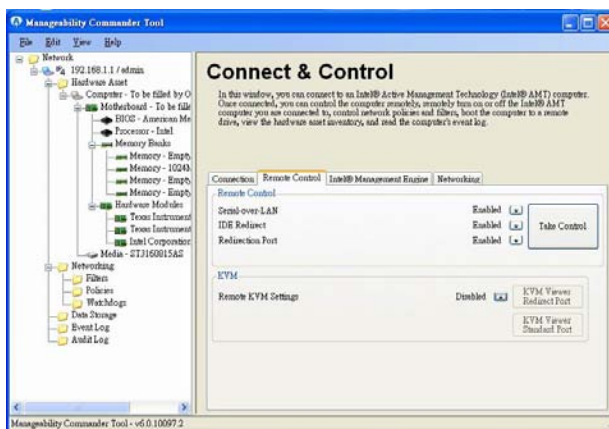 Manageability Commander Tool
File Edit View Help
Network
192.168.1.1 / admin
Hardware Asset
Computer - To be filled by O
Motherboard - To be fille
BIOS - American Me
Processor - Intel
Memory Banks
Memory - Empty
Memory - 1024M
Memory - Empty
Memory - Empty
Hardware Modules
Texas Instrument
Texas Instrument
Intel Corporation
Media - ST3160815AS
Networking
Filters
Policies
Watchdogs
Data Storage
Event Log
Audit Log
Connect & Control
In this window, you can connect to an Intel® Active Management Technology (Intel® AMT) computer.
Once connected, you can control the computer remotely, remotely turn on or off the Intel® AMT
computer you are connected to, control network policies and filters, boot the computer to a remote
drive, view the hardware asset inventory, and read the computer's event log.
Connection Remote Control Intel® Management Engine Networking
Remote Control
Serial-over-LAN Enabled
IDE Redirect Enabled
Redirection Port Enabled
Take Control
KVM
Remote KVM Settings Disabled
KVM Viewer
Redirect Port
KVM Viewer
Standard Port
Manageability Commander Tool - v6.0.10097.2